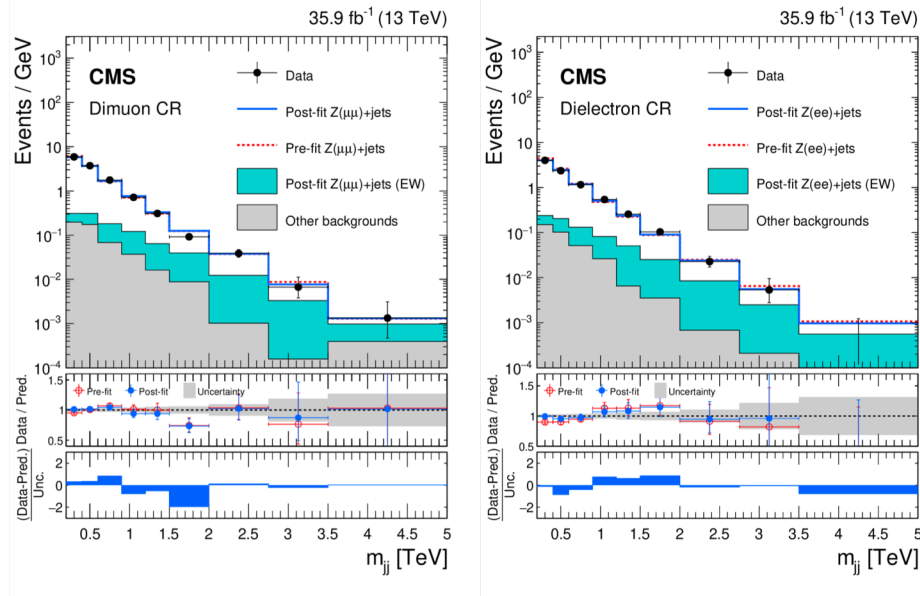 35.9 fb⁻¹ (13 TeV)
Events / GeV
10³
10²
10
1
10⁻¹
10⁻²
10⁻³
10⁻⁴
CMS
Dimuon CR
Data
Post-fit Z(μμ)+jets
Pre-fit Z(μμ)+jets
Post-fit Z(μμ)+jets (EW)
Other backgrounds
Data / Pred.
1.5
1
0.5
Pre-fit
Post-fit
Uncertainty
(Data-Pred.)
Unc.
2
0
−2
0.5 1 1.5 2 2.5 3 3.5 4 4.5 5
m_jj [TeV]
35.9 fb⁻¹ (13 TeV)
Events / GeV
10³
10²
10
1
10⁻¹
10⁻²
10⁻³
10⁻⁴
CMS
Dielectron CR
Data
Post-fit Z(ee)+jets
Pre-fit Z(ee)+jets
Post-fit Z(ee)+jets (EW)
Other backgrounds
Data / Pred.
1.5
1
0.5
Pre-fit
Post-fit
Uncertainty
(Data-Pred.)
Unc.
2
0
−2
0.5 1 1.5 2 2.5 3 3.5 4 4.5 5
m_jj [TeV]